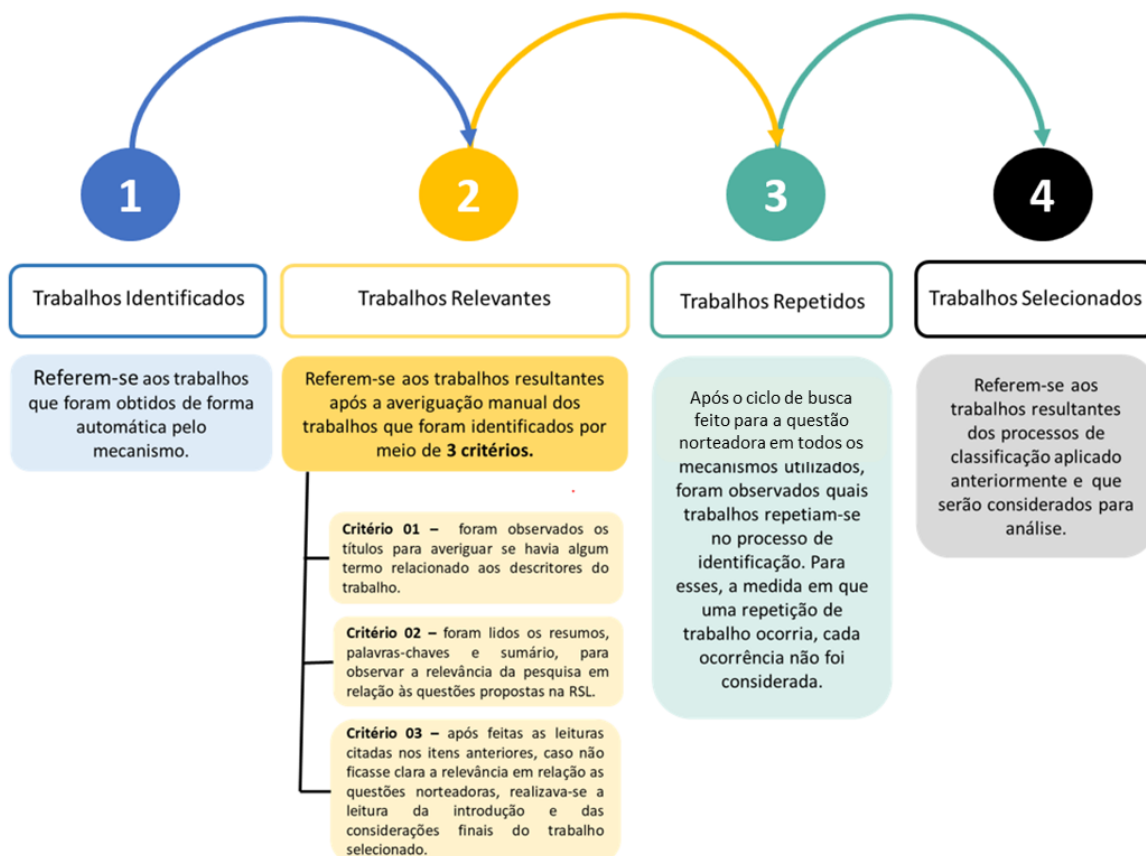 1
2
3
4
Trabalhos Identificados
Trabalhos Relevantes
Trabalhos Repetidos
Trabalhos Selecionados
Referem-se aos trabalhos
que foram obtidos de forma
automática pelo
mecanismo.
Referem-se aos trabalhos resultantes
após a averiguação manual dos
trabalhos que foram identificados por
meio de 3 critérios.
Critério 01 – foram observados os
títulos para averiguar se havia algum
termo relacionado aos descritores do
trabalho.
Critério 02 – foram lidos os resumos,
palavras-chaves e sumário, para
observar a relevância da pesquisa em
relação às questões propostas na RSL.
Critério 03 – após feitas as leituras
citadas nos itens anteriores, caso não
ficasse clara a relevância em relação as
questões norteadoras, realizava-se a
leitura da introdução e das
considerações finais do trabalho
selecionado.
Após o ciclo de busca
feito para a questão
norteadora em todos os
mecanismos utilizados,
foram observados quais
trabalhos repetiam-se
no processo de
identificação. Para
esses, a medida em que
uma repetição de
trabalho ocorria, cada
ocorrência não foi
considerada.
Referem-se aos
trabalhos resultantes
dos processos de
classificação aplicado
anteriormente e que
serão considerados para
análise.